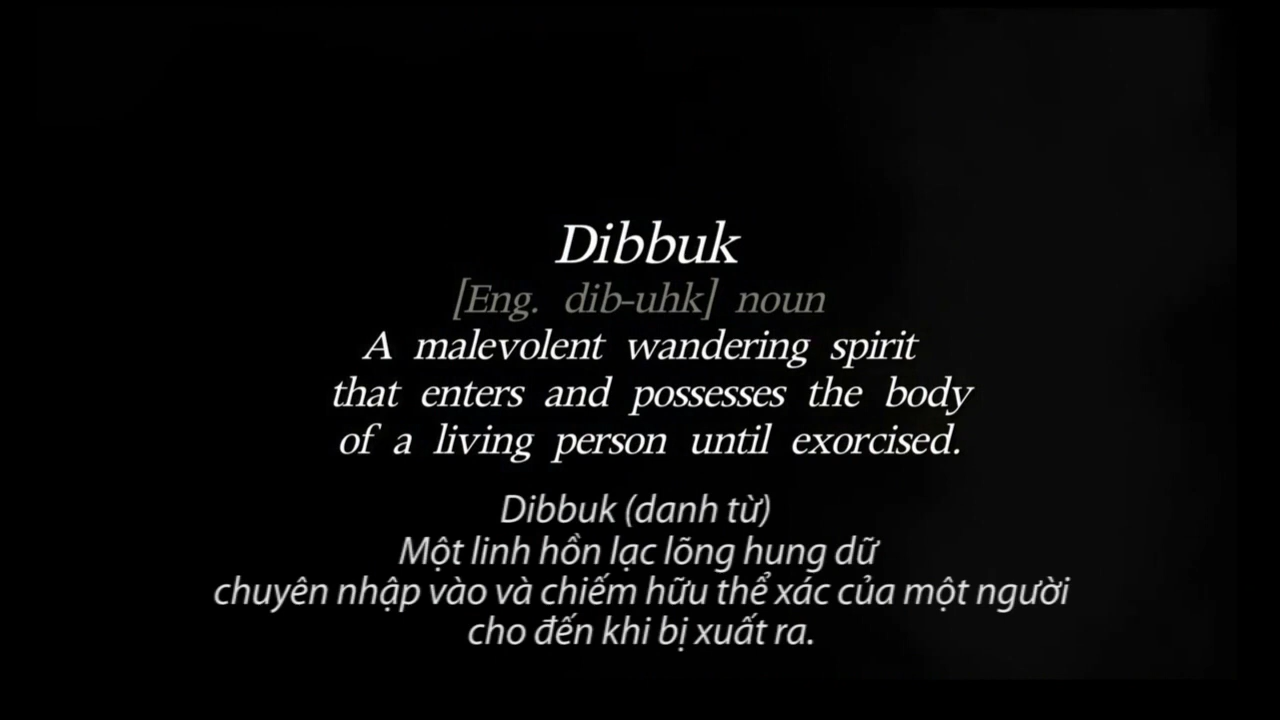 Dibbuk
[Eng. dib-uhk] noun
A malevolent wandering spirit
that enters and possesses the body
of a living person until exorcised.
Dibbuk (danh từ)
Một linh hồn lạc lõng hung dữ
chuyên nhập vào và chiếm hữu thể xác của một người
cho đến khi bị xuất ra.